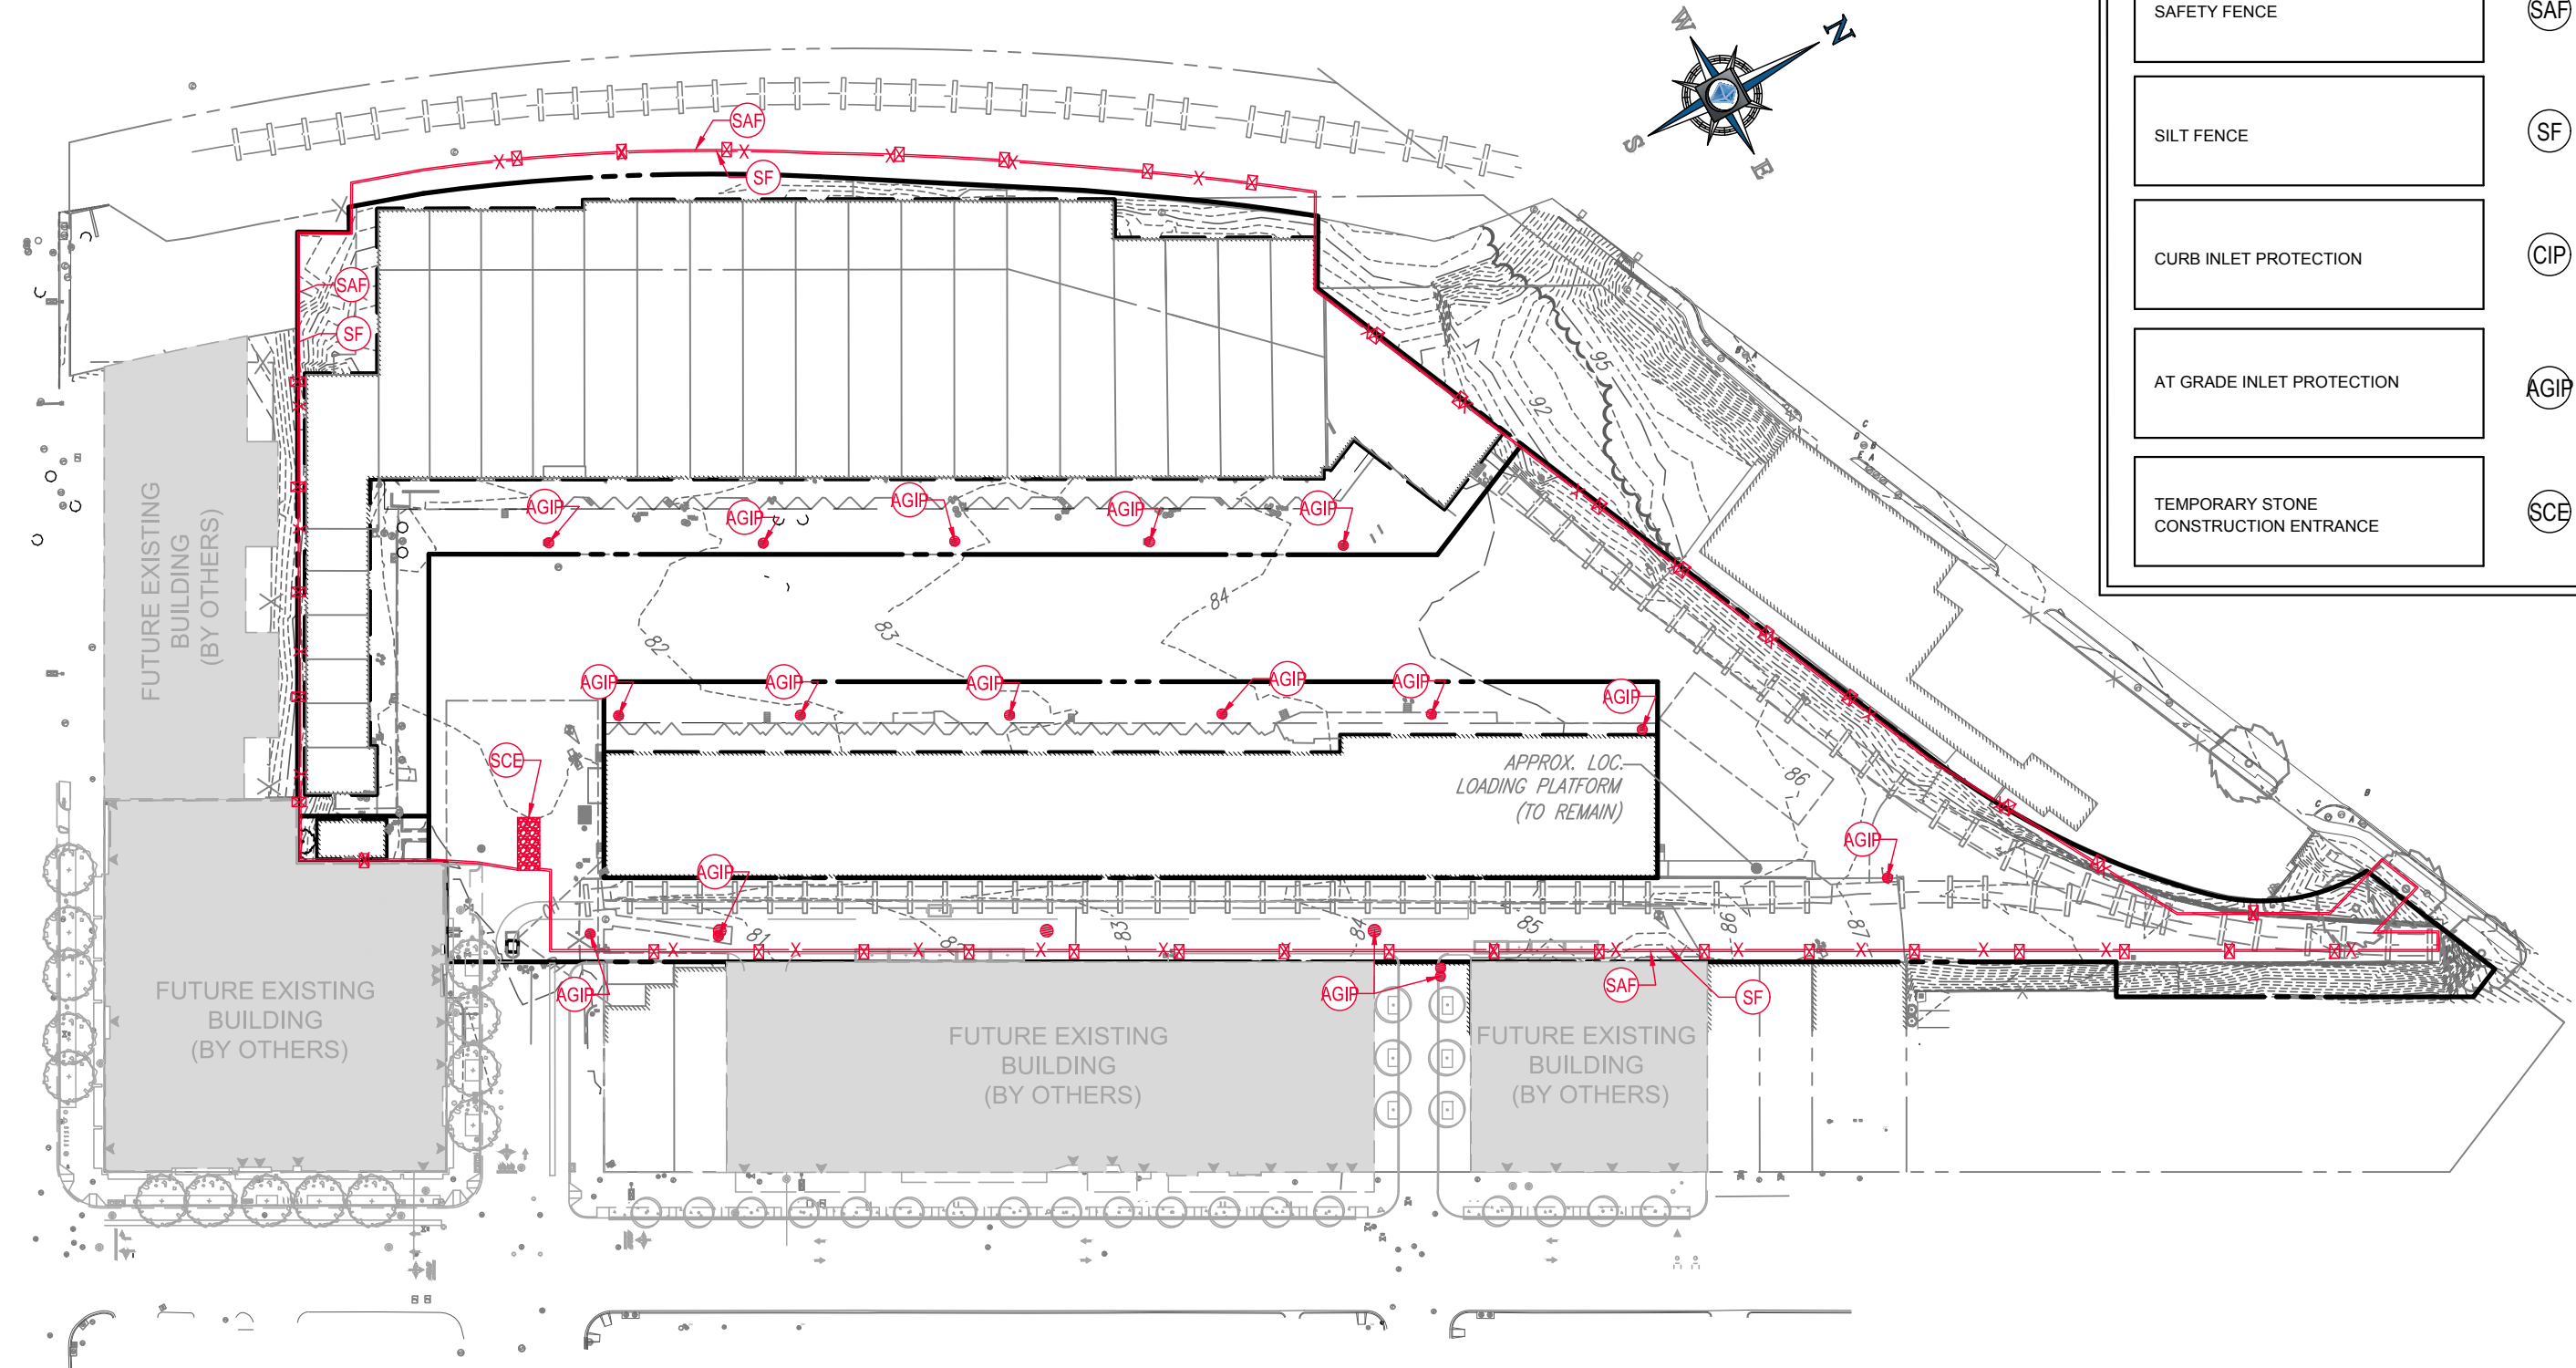 W
N
S
E
SAFETY FENCE
SAF
SILT FENCE
SF
CURB INLET PROTECTION
CIP
AT GRADE INLET PROTECTION
AGIP
TEMPORARY STONE
CONSTRUCTION ENTRANCE
SCE
SAF
SF
SAF
SF
95
92
FUTURE EXISTING
BUILDING
(BY OTHERS)
AGIP
AGIP
AGIP
AGIP
AGIP
82
83
84
AGIP
AGIP
AGIP
AGIP
AGIP
AGIP
SCE
APPROX. LOC.
LOADING PLATFORM
(TO REMAIN)
86
AGIP
AGIP
81
82
83
84
85
86
87
AGIP
AGIP
SAF
SF
FUTURE EXISTING
BUILDING
(BY OTHERS)
FUTURE EXISTING
BUILDING
(BY OTHERS)
FUTURE EXISTING
BUILDING
(BY OTHERS)